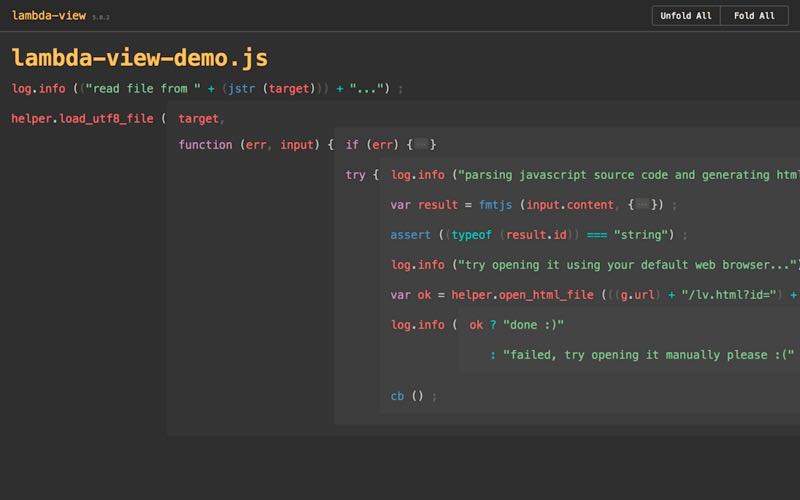 lambda-view 5.0.2
Unfold All Fold All
lambda-view-demo.js
log.info (("read file from " + (jstr (target))) + "...") ;
helper.load_utf8_file ( target,
function (err, input) { if (err) {···}
try { log.info ("parsing javascript source code and generating html
var result = fmtjs (input.content, {···}) ;
assert ((typeof (result.id)) === "string") ;
log.info ("try opening it using your default web browser...")
var ok = helper.open_html_file (((g.url) + "/lv.html?id=") +
log.info ( ok ? "done :)"
: "failed, try opening it manually please :("
cb () ;